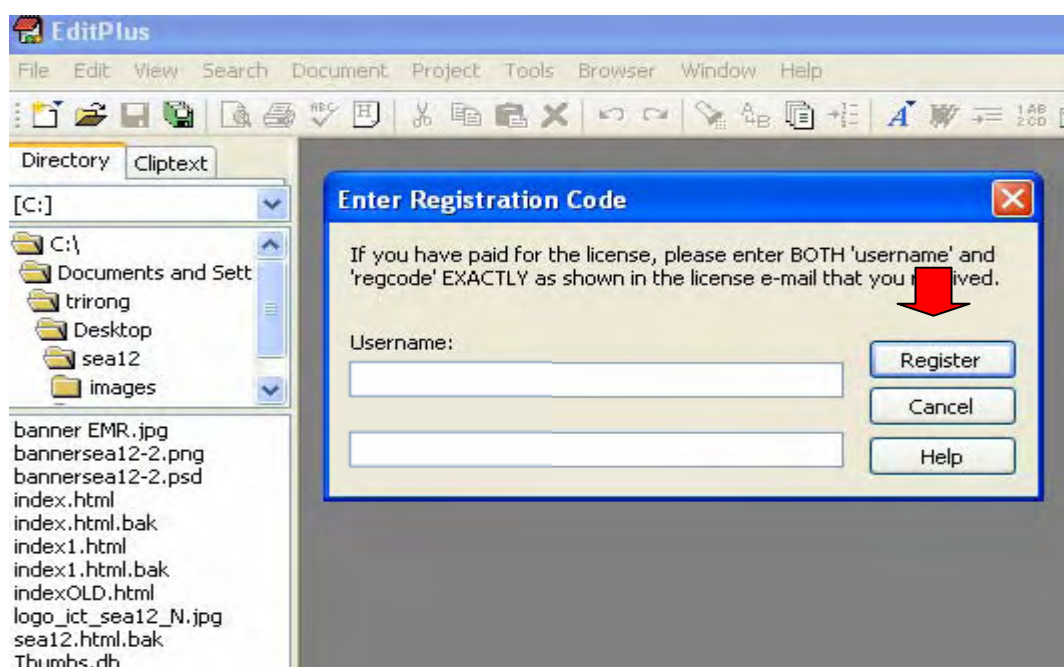 EditPlus
File Edit View Search Document Project Tools Browser Window Help
Directory Cliptext
[C:]
C:\
Documents and Sett
trirong
Desktop
sea12
images
banner EMR.jpg
bannersea12-2.png
bannersea12-2.psd
index.html
index.html.bak
index1.html
index1.html.bak
indexOLD.html
logo_ict_sea12_N.jpg
sea12.html.bak
Thumbs.db
Enter Registration Code
If you have paid for the license, please enter BOTH 'username' and
'regcode' EXACTLY as shown in the license e-mail that you
Username:
Register
Cancel
Help